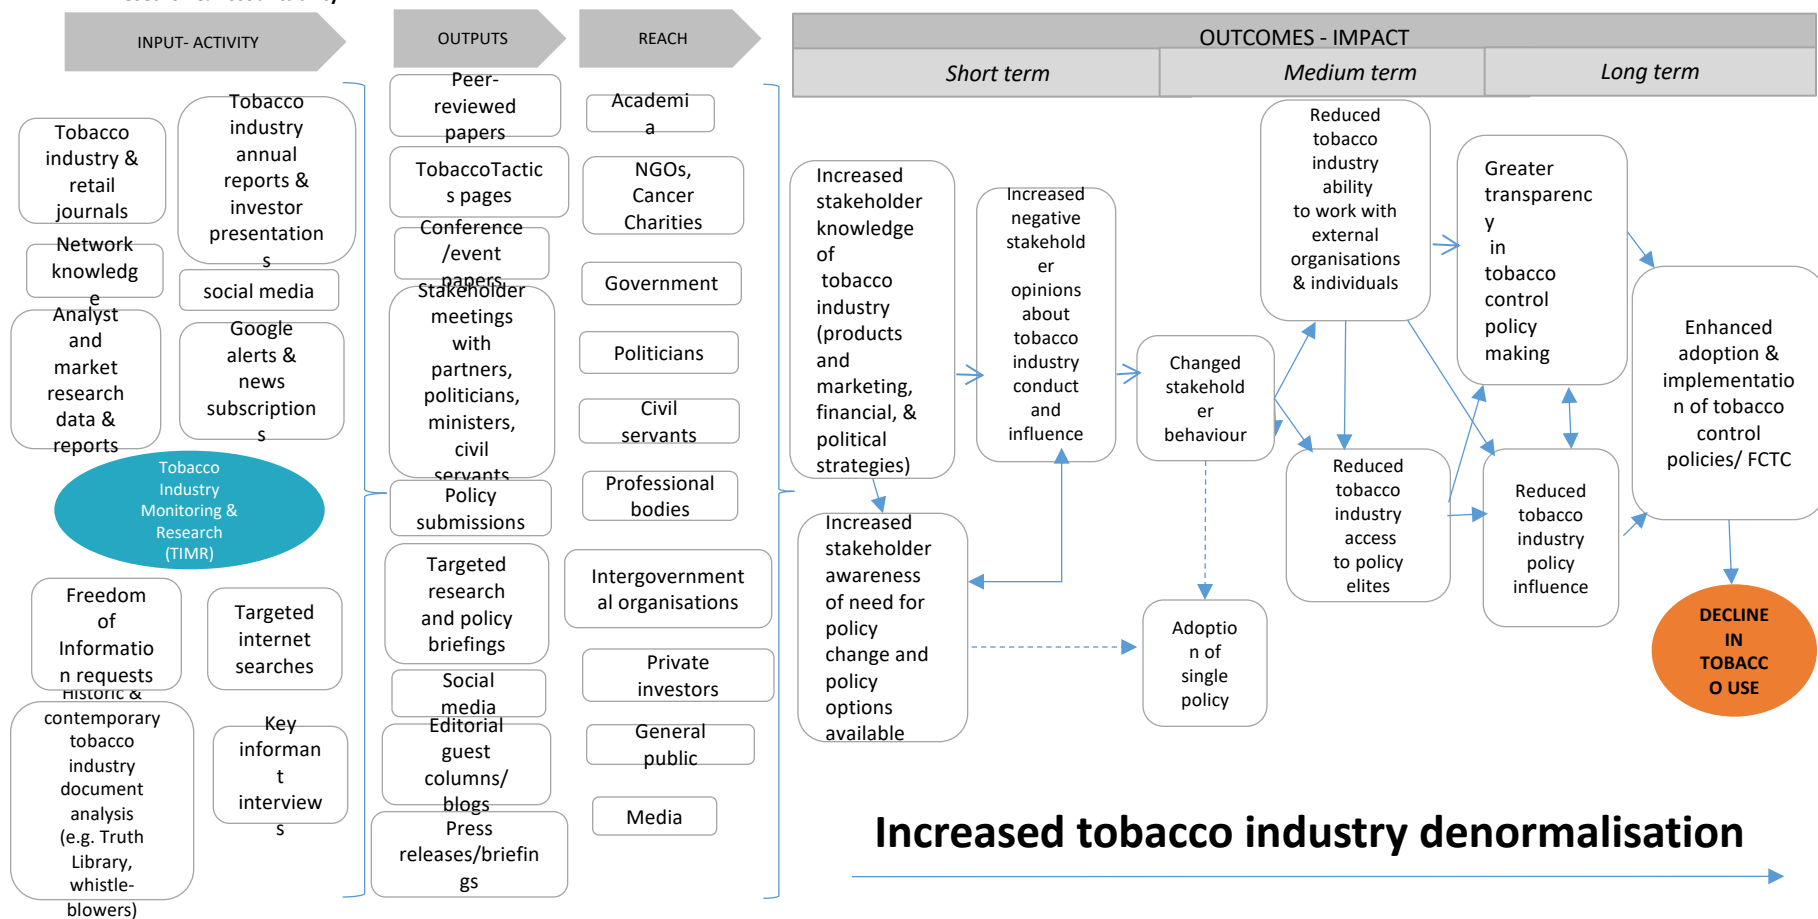 INPUT- ACTIVITY
OUTPUTS
REACH
OUTCOMES - IMPACT
Short term
Medium term
Long term
Tobacco
industry &
retail
journals
Tobacco
industry
annual
reports &
investor
presentation
s
Network
knowledg
e
social media
Analyst
and
market
research
data &
reports
Google
alerts &
news
subscription
s
Tobacco
Industry
Monitoring &
Research
(TIMR)
Freedom
of
Informatio
n requests
Targeted
internet
searches
Historic &
contemporary
tobacco
industry
document
analysis
(e.g. Truth
Library,
whistle-
blowers)
Key
informan
t
interview
s
Peer-
reviewed
papers
TobaccoTactic
s pages
Conference
/event
papers
Stakeholder
meetings
with
partners,
politicians,
ministers,
civil
servants
Policy
submissions
Targeted
research
and policy
briefings
Social
media
Editorial
guest
columns/
blogs
Press
releases/briefin
gs
Academi
a
NGOs,
Cancer
Charities
Government
Politicians
Civil
servants
Professional
bodies
Intergovernment
al organisations
Private
investors
General
public
Media
Increased
stakeholder
knowledge
of
tobacco
industry
(products
and
marketing,
financial, &
political
strategies)
Increased
stakeholder
awareness
of need for
policy
change and
policy
options
available
Increased
negative
stakehold
er
opinions
about
tobacco
industry
conduct
and
influence
Changed
stakehold
er
behaviour
Adoptio
n of
single
policy
Reduced
tobacco
industry
ability
to work with
external
organisations
& individuals
Reduced
tobacco
industry
access
to policy
elites
Greater
transparenc
y
in
tobacco
control
policy
making
Reduced
tobacco
industry
policy
influence
Enhanced
adoption &
implementatio
n of tobacco
control
policies/ FCTC
DECLINE
IN
TOBACC
O USE
Increased tobacco industry denormalisation